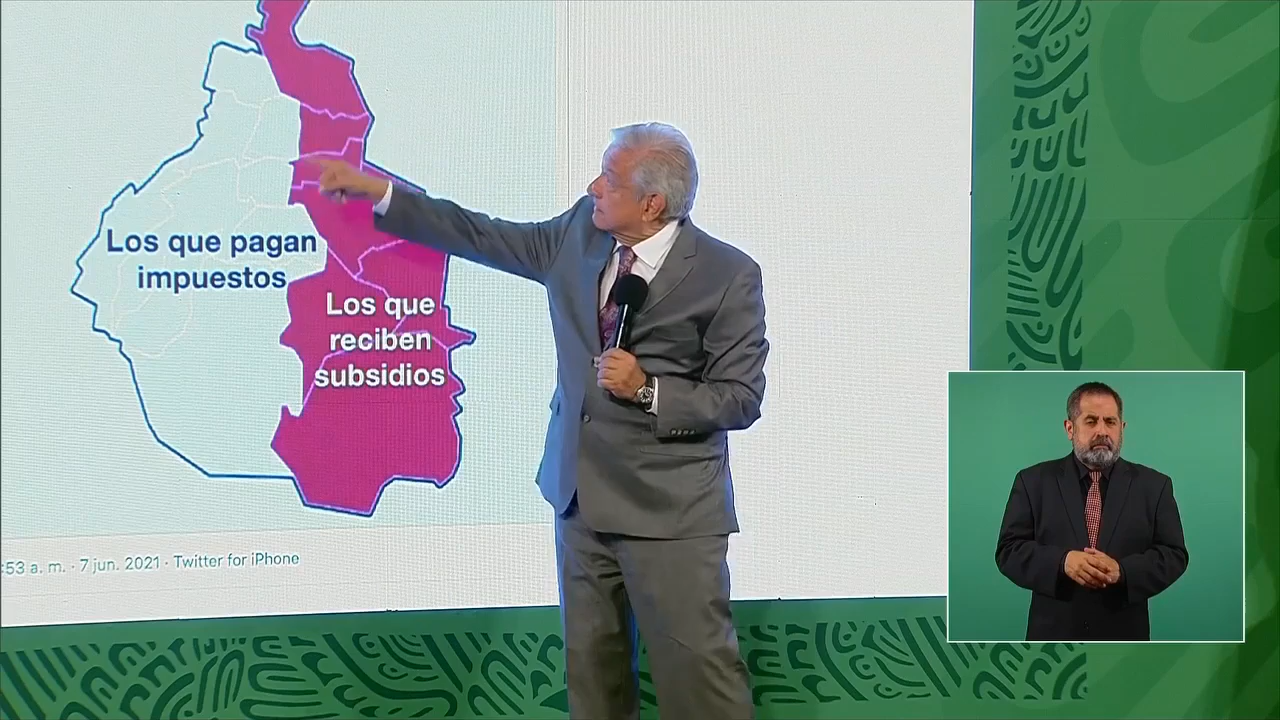 Los que pagan
impuestos
Los que
reciben
subsidios
:53 a. m. · 7 jun. 2021 · Twitter for iPhone